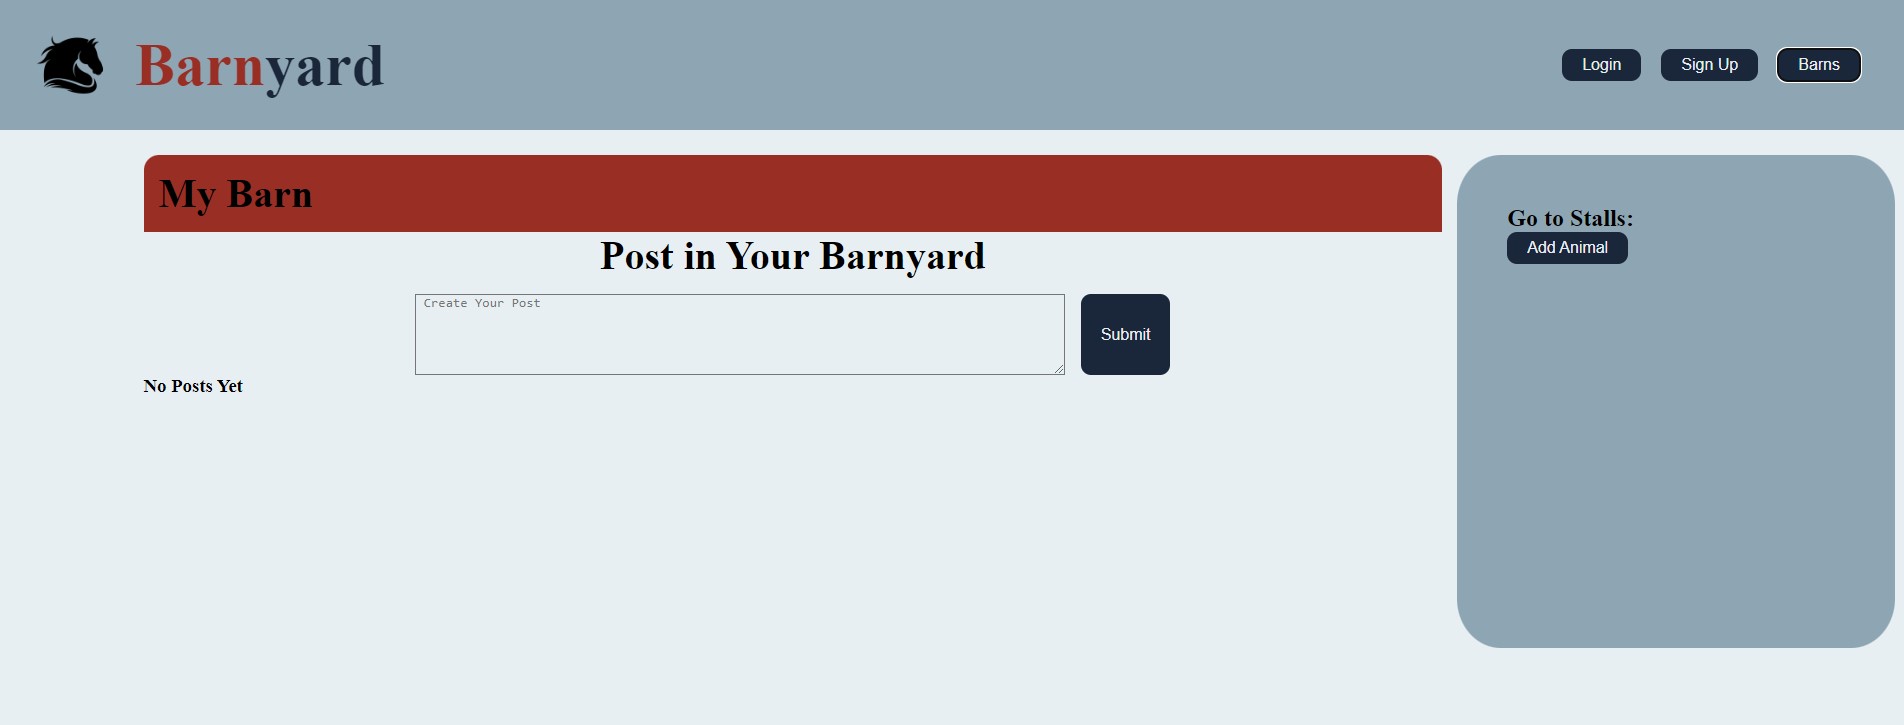 Barnyard
Login
Sign Up
Barns
My Barn
Post in Your Barnyard
Create Your Post
Submit
No Posts Yet
Go to Stalls:
Add Animal